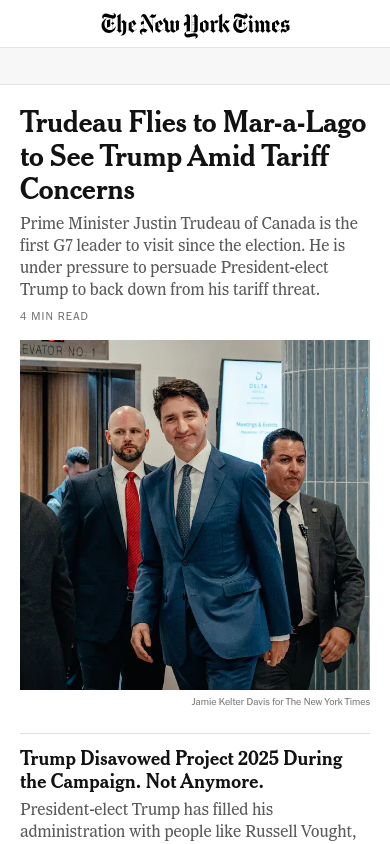 The New York Times
Trudeau Flies to Mar-a-Lago
to See Trump Amid Tariff
Concerns
Prime Minister Justin Trudeau of Canada is the
first G7 leader to visit since the election. He is
under pressure to persuade President-elect
Trump to back down from his tariff threat.
4 MIN READ
EVATOR NO. 1
DELTA
Meetings & Events
Jamie Kelter Davis for The New York Times
Trump Disavowed Project 2025 During
the Campaign. Not Anymore.
President-elect Trump has filled his
administration with people like Russell Vought,